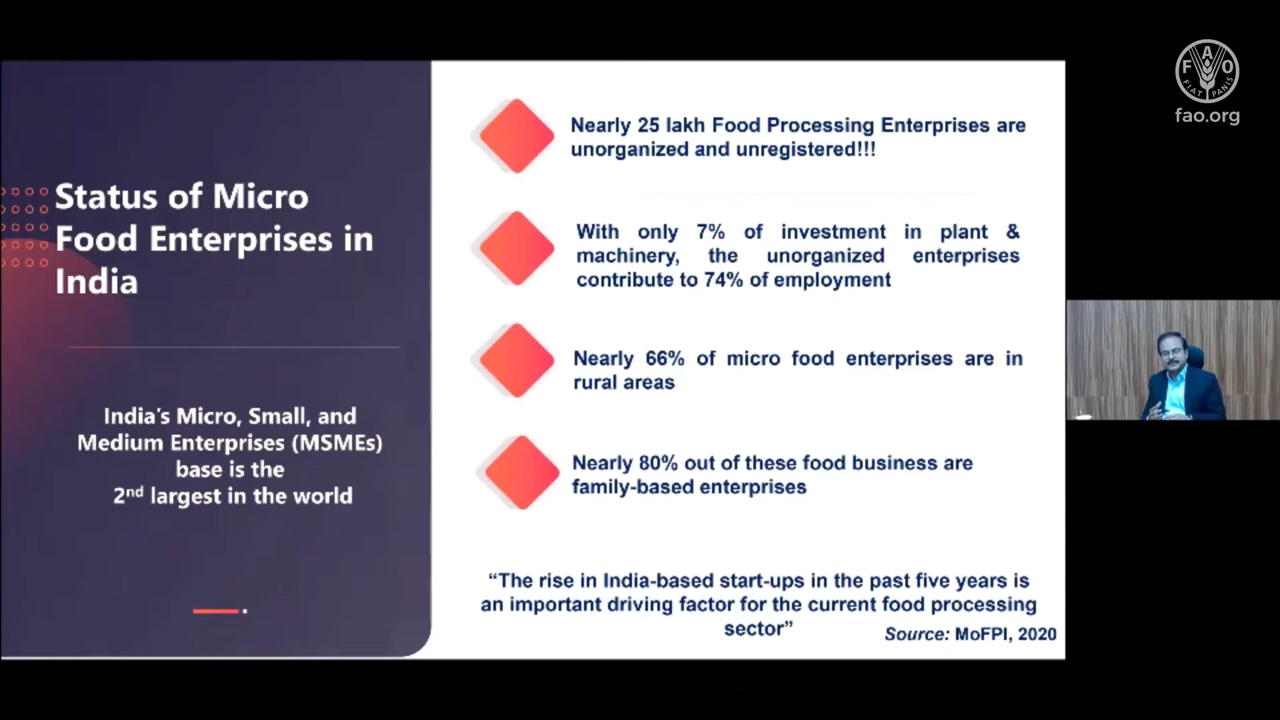 Status of Micro
Food Enterprises in
India
India's Micro, Small, and
Medium Enterprises (MSMEs)
base is the
2nd largest in the world
Nearly 25 lakh Food Processing Enterprises are
unorganized and unregistered!!!
With only 7% of investment in plant &
machinery, the unorganized enterprises
contribute to 74% of employment
Nearly 66% of micro food enterprises are in
rural areas
Nearly 80% out of these food business are
family-based enterprises
“The rise in India-based start-ups in the past five years is
an important driving factor for the current food processing
sector”
Source: MoFPI, 2020
F A O
FIAT PANIS
fao.org